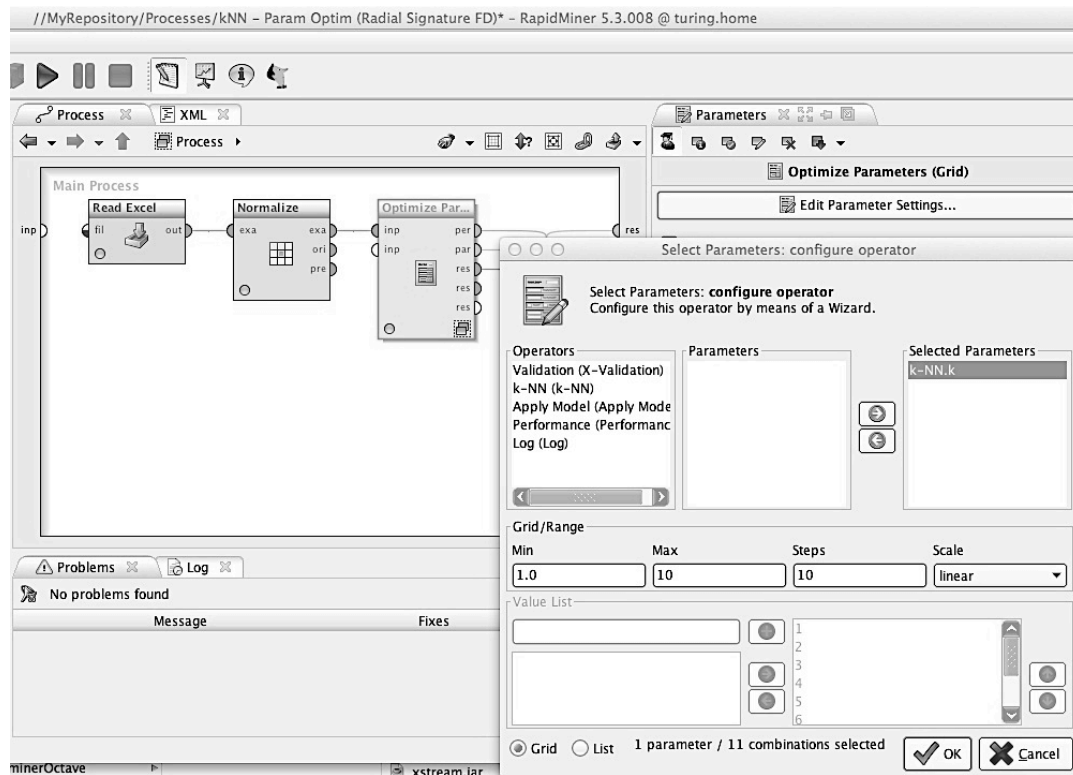 //MyRepository/Processes/kNN – Param Optim (Radial Signature FD)* – RapidMiner 5.3.008 @ turing.home
Process
XML
Process
Main Process
inp
Read Excel
fil
out
Normalize
exa
exa
ori
pre
Optimize Par...
inp
per
inp
par
res
res
res
res
Parameters
Optimize Parameters (Grid)
Edit Parameter Settings...
Select Parameters: configure operator
Select Parameters: configure operator
Configure this operator by means of a Wizard.
Operators
Validation (X-Validation)
k-NN (k-NN)
Apply Model (Apply Mode
Performance (Performanc
Log (Log)
Parameters
Selected Parameters
k-NN.k
Grid/Range
Min
Max
Steps
Scale
1.0
10
10
linear
Value List
1
2
3
4
5
6
Grid
List
1 parameter / 11 combinations selected
OK
Cancel
Problems
Log
No problems found
Message
Fixes
minerOctave
xstream.jar